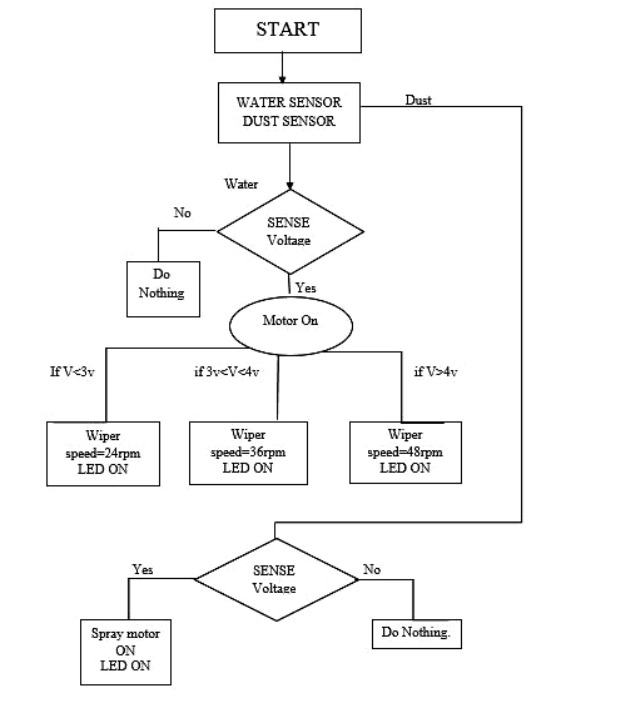 START
WATER SENSOR
DUST SENSOR
Dust
Water
No
SENSE
Voltage
Do
Nothing
Yes
Motor On
If V<3v
if 3v<V<4v
if V>4v
Wiper
speed=24rpm
LED ON
Wiper
speed=36rpm
LED ON
Wiper
speed=48rpm
LED ON
Yes
SENSE
Voltage
No
Spray motor
ON
LED ON
Do Nothing.